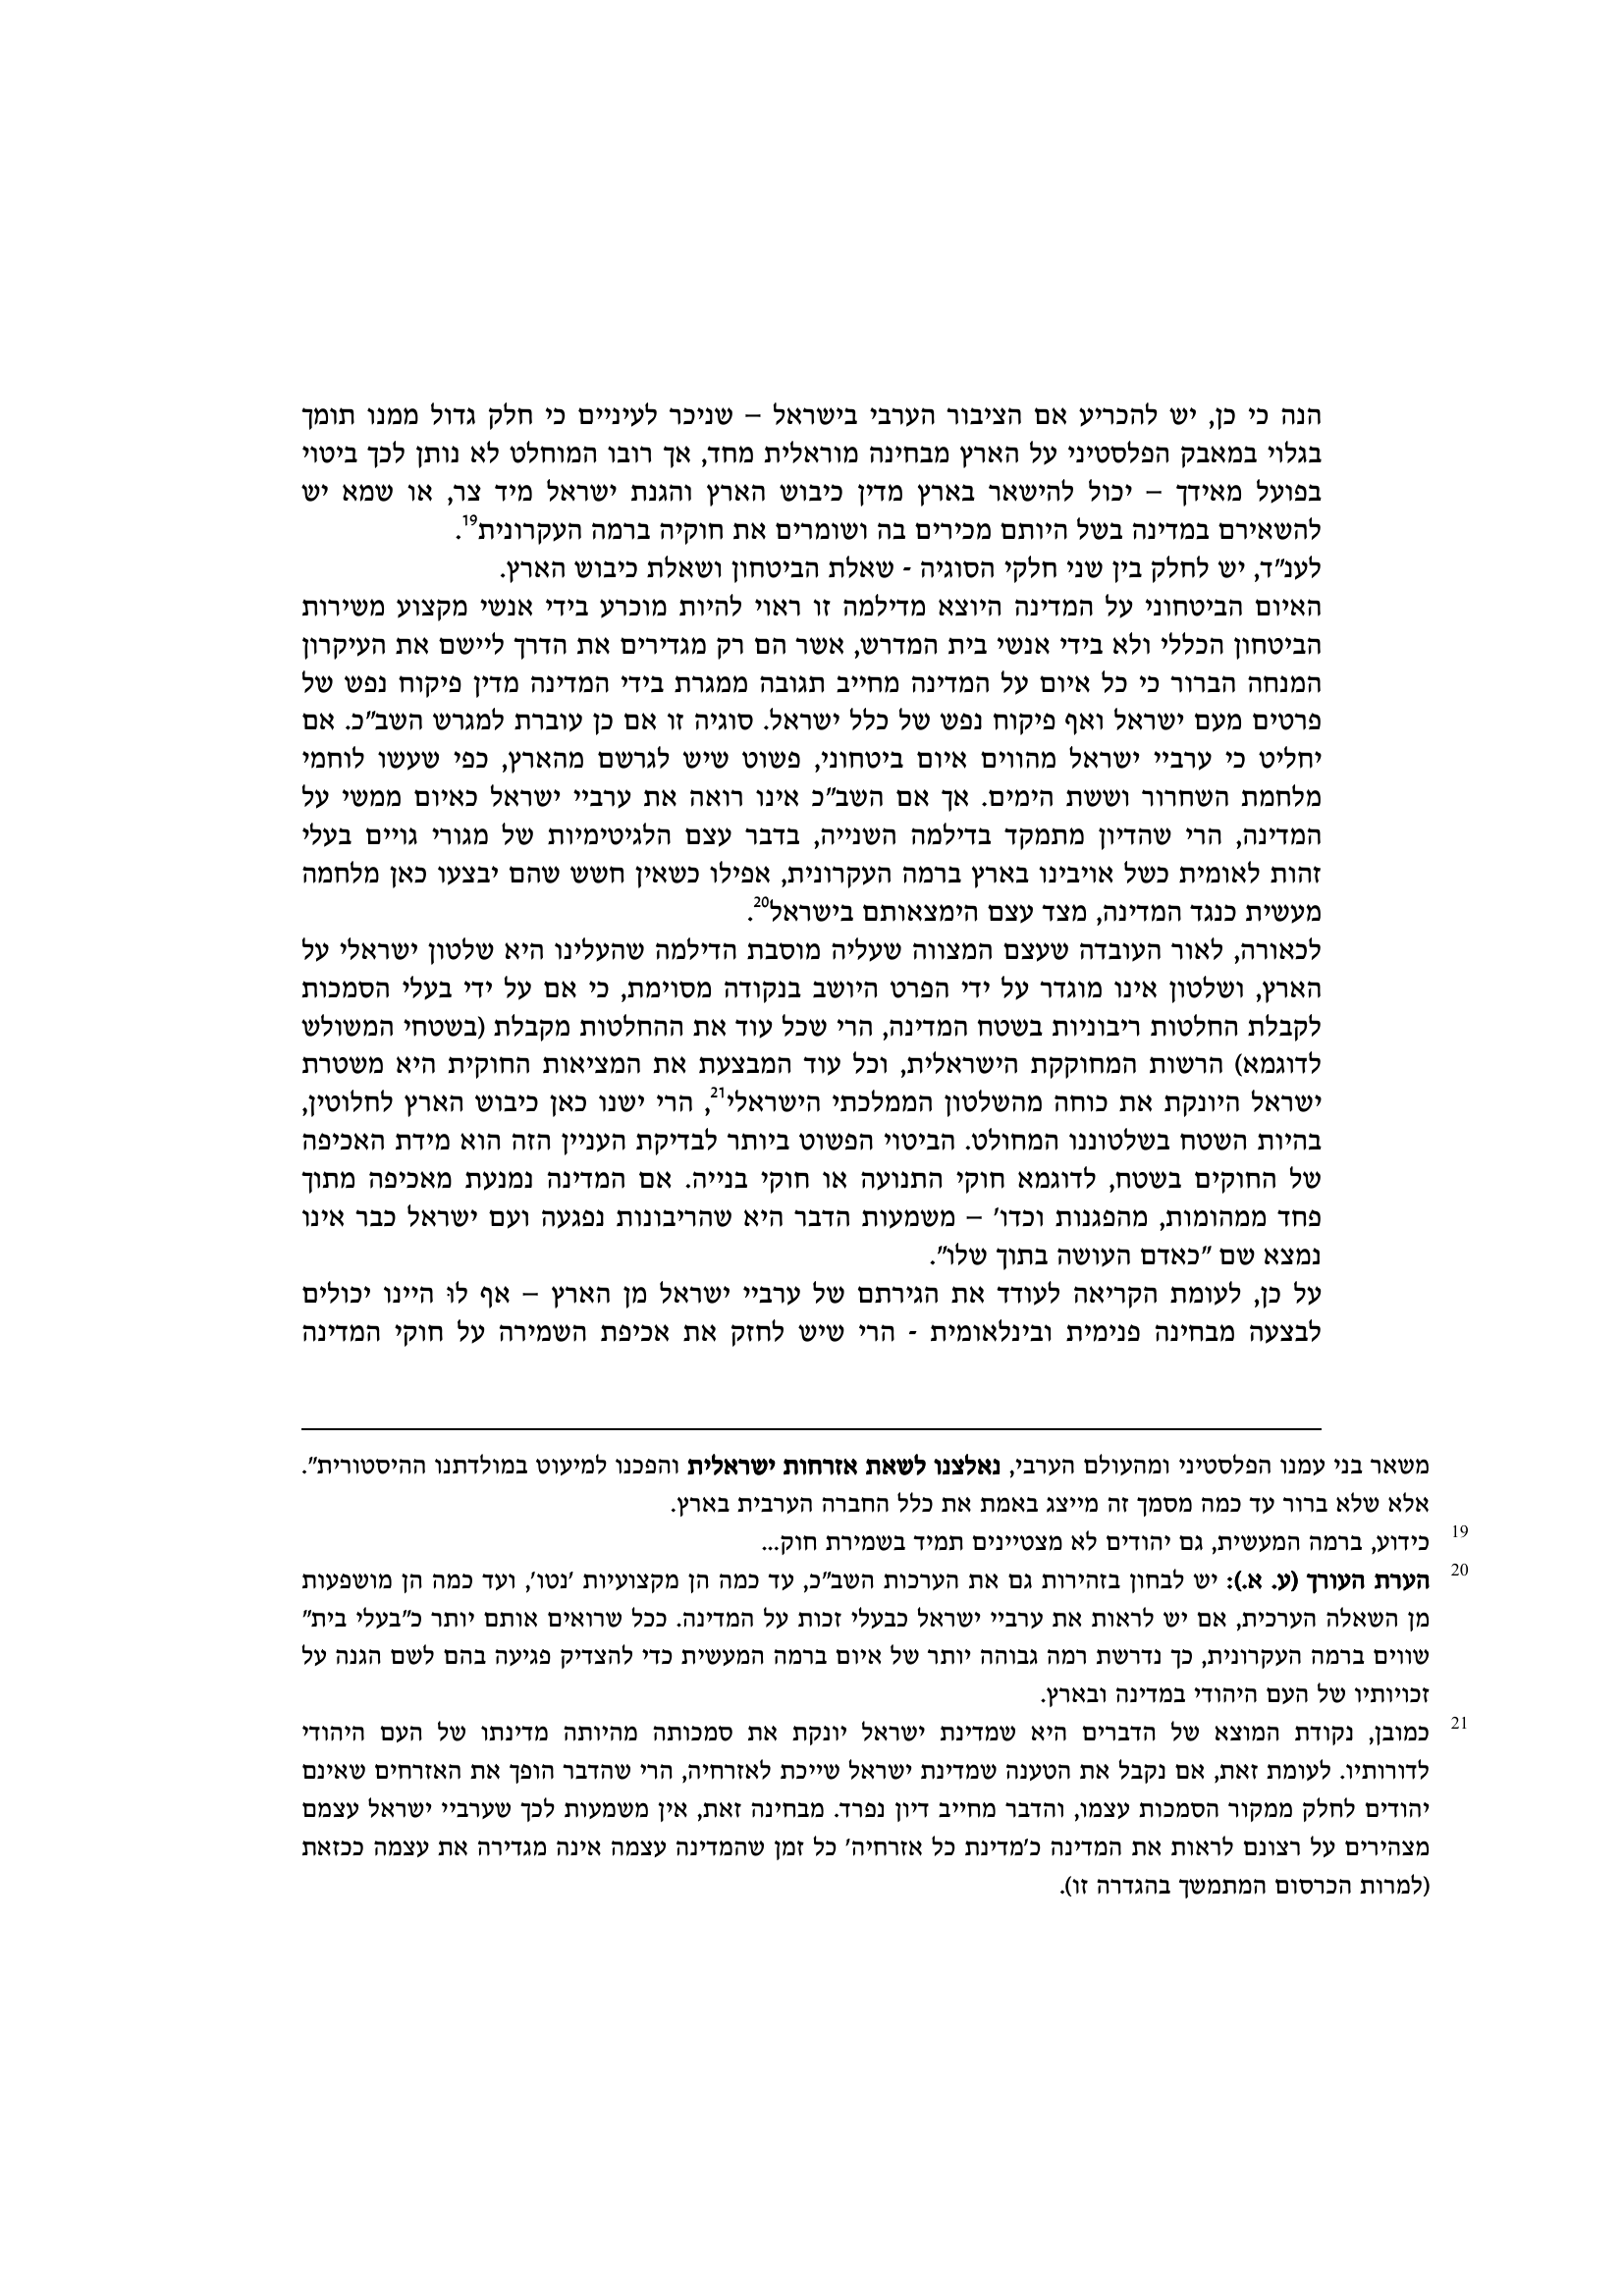 הנה כי כן, יש להכריע אם הציבור הערבי בישראל – שניכר לעיניים כי חלק גדול ממנו תומך
בגלוי במאבק הפלסטיני על הארץ מבחינה מוראלית מחד, אך רובו המוחלט לא נותן לכך ביטוי
בפועל מאידך – יכול להישאר בארץ מדין כיבוש הארץ והגנת ישראל מיד צר, או שמא יש
להשאירם במדינה בשל היותם מכירים בה ושומרים את חוקיה ברמה העקרונית19.
לענ"ד, יש לחלק בין שני חלקי הסוגיה - שאלת הביטחון ושאלת כיבוש הארץ.
האיום הביטחוני על המדינה היוצא מדילמה זו ראוי להיות מוכרע בידי אנשי מקצוע משירות
הביטחון הכללי ולא בידי אנשי בית המדרש, אשר הם רק מגדירים את הדרך ליישם את העיקרון
המנחה הברור כי כל איום על המדינה מחייב תגובה ממגרת בידי המדינה מדין פיקוח נפש של
פרטים מעם ישראל ואף פיקוח נפש של כלל ישראל. סוגיה זו אם כן עוברת למגרש השב"כ. אם
יחליט כי ערביי ישראל מהווים איום ביטחוני, פשוט שיש לגרשם מהארץ, כפי שעשו לוחמי
מלחמת השחרור וששת הימים. אך אם השב"כ אינו רואה את ערביי ישראל כאיום ממשי על
המדינה, הרי שהדיון מתמקד בדילמה השנייה, בדבר עצם הלגיטימיות של מגורי גויים בעלי
זהות לאומית כשל אויבינו בארץ ברמה העקרונית, אפילו כשאין חשש שהם יבצעו כאן מלחמה
מעשית כנגד המדינה, מצד עצם הימצאותם בישראל20.
לכאורה, לאור העובדה שעצם המצווה שעליה מוסבת הדילמה שהעלינו היא שלטון ישראלי על
הארץ, ושלטון אינו מוגדר על ידי הפרט היושב בנקודה מסוימת, כי אם על ידי בעלי הסמכות
לקבלת החלטות ריבוניות בשטח המדינה, הרי שכל עוד את ההחלטות מקבלת (בשטחי המשולש
לדוגמא) הרשות המחוקקת הישראלית, וכל עוד המבצעת את המציאות החוקית היא משטרת
ישראל היונקת את כוחה מהשלטון הממלכתי הישראלי21, הרי ישנו כאן כיבוש הארץ לחלוטין,
בהיות השטח בשלטוננו המחולט. הביטוי הפשוט ביותר לבדיקת העניין הזה הוא מידת האכיפה
של החוקים בשטח, לדוגמא חוקי התנועה או חוקי בנייה. אם המדינה נמנעת מאכיפה מתוך
פחד ממהומות, מהפגנות וכדו' – משמעות הדבר היא שהריבונות נפגעה ועם ישראל כבר אינו
נמצא שם "כאדם העושה בתוך שלו".
על כן, לעומת הקריאה לעודד את הגירתם של ערביי ישראל מן הארץ – אף לוּ היינו יכולים
לבצעה מבחינה פנימית ובינלאומית - הרי שיש לחזק את אכיפת השמירה על חוקי המדינה
משאר בני עמנו הפלסטיני ומהעולם הערבי, נאלצנו לשאת אזרחות ישראלית והפכנו למיעוט במולדתנו ההיסטורית".
אלא שלא ברור עד כמה מסמך זה מייצג באמת את כלל החברה הערבית בארץ.
19 כידוע, ברמה המעשית, גם יהודים לא מצטיינים תמיד בשמירת חוק...
20 הערת העורך (ע. א.): יש לבחון בזהירות גם את הערכות השב"כ, עד כמה הן מקצועיות 'נטו', ועד כמה הן מושפעות
מן השאלה הערכית, אם יש לראות את ערביי ישראל כבעלי זכות על המדינה. ככל שרואים אותם יותר כ"בעלי בית"
שווים ברמה העקרונית, כך נדרשת רמה גבוהה יותר של איום ברמה המעשית כדי להצדיק פגיעה בהם לשם הגנה על
זכויותיו של העם היהודי במדינה ובארץ.
21 כמובן, נקודת המוצא של הדברים היא שמדינת ישראל יונקת את סמכותה מהיותה מדינתו של העם היהודי
לדורותיו. לעומת זאת, אם נקבל את הטענה שמדינת ישראל שייכת לאזרחיה, הרי שהדבר הופך את האזרחים שאינם
יהודים לחלק ממקור הסמכות עצמו, והדבר מחייב דיון נפרד. מבחינה זאת, אין משמעות לכך שערביי ישראל עצמם
מצהירים על רצונם לראות את המדינה כ'מדינת כל אזרחיה' כל זמן שהמדינה עצמה אינה מגדירה את עצמה ככזאת
(למרות הכרסום המתמשך בהגדרה זו).